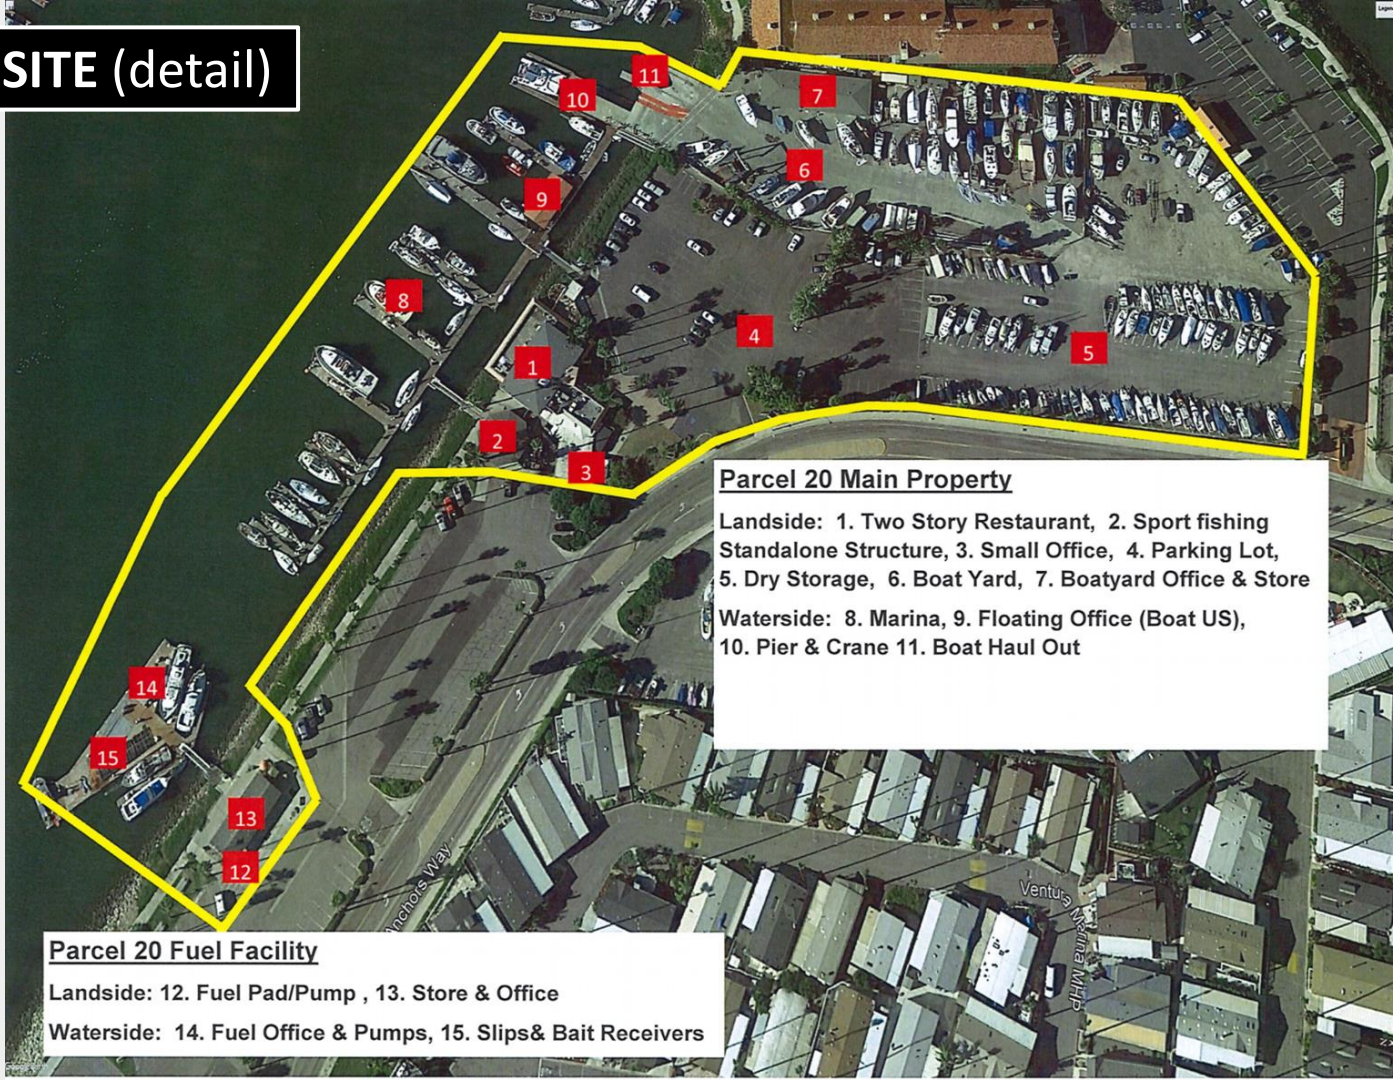 SITE (detail)
11
10
7
6
9
8
4
5
1
2
3
Parcel 20 Main Property
Landside: 1. Two Story Restaurant, 2. Sport fishing
Standalone Structure, 3. Small Office, 4. Parking Lot,
5. Dry Storage, 6. Boat Yard, 7. Boatyard Office & Store
Waterside: 8. Marina, 9. Floating Office (Boat US),
10. Pier & Crane 11. Boat Haul Out
14
15
13
12
Anchors Way
Ventura Marina MHP
Parcel 20 Fuel Facility
Landside: 12. Fuel Pad/Pump , 13. Store & Office
Waterside: 14. Fuel Office & Pumps, 15. Slips& Bait Receivers